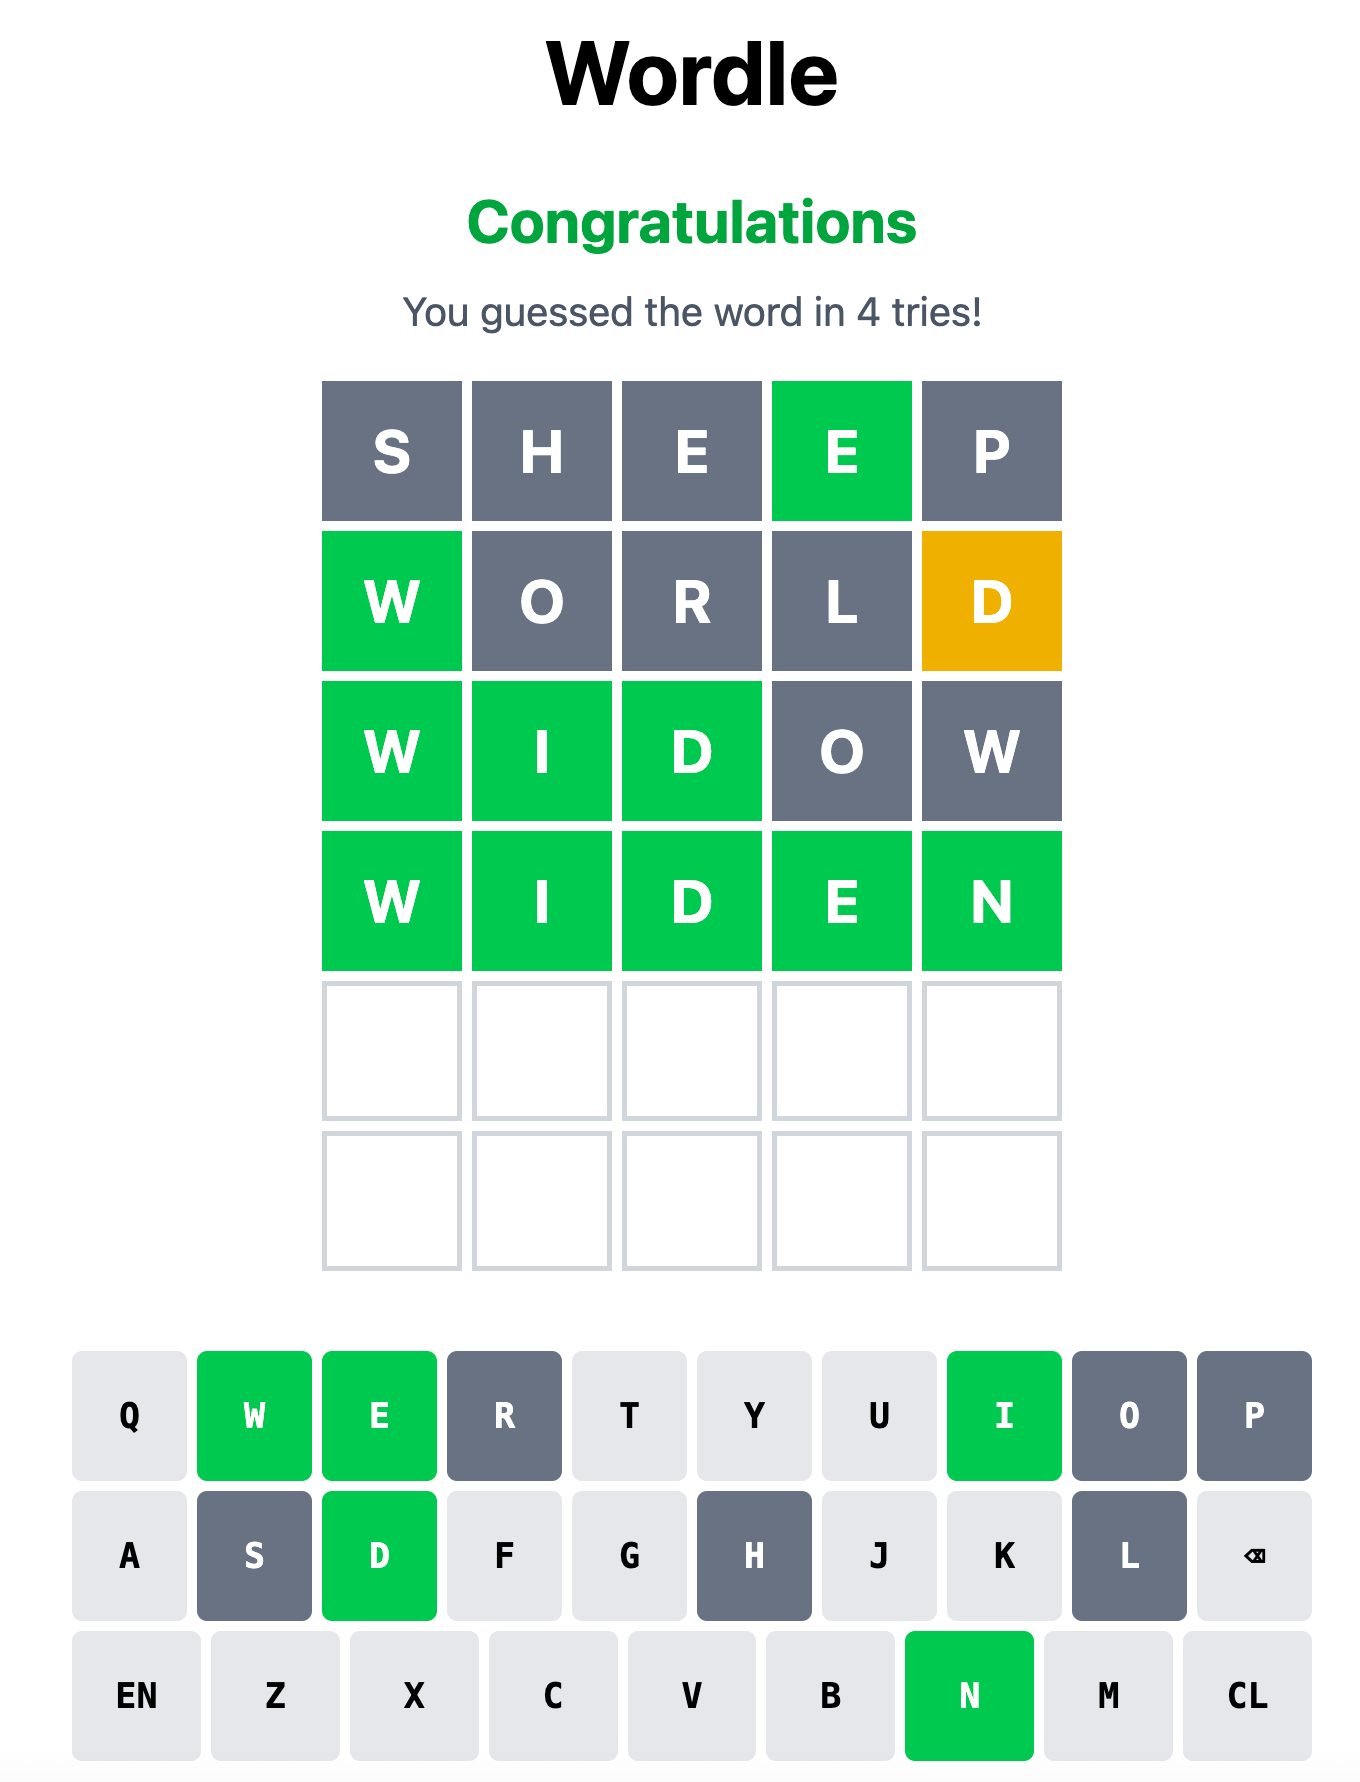 Wordle
Congratulations
You guessed the word in 4 tries!
S H E E P
W O R L D
W I D O W
W I D E N
Q W E R T Y U I O P
A S D F G H J K L ⌫
EN Z X C V B N M CL